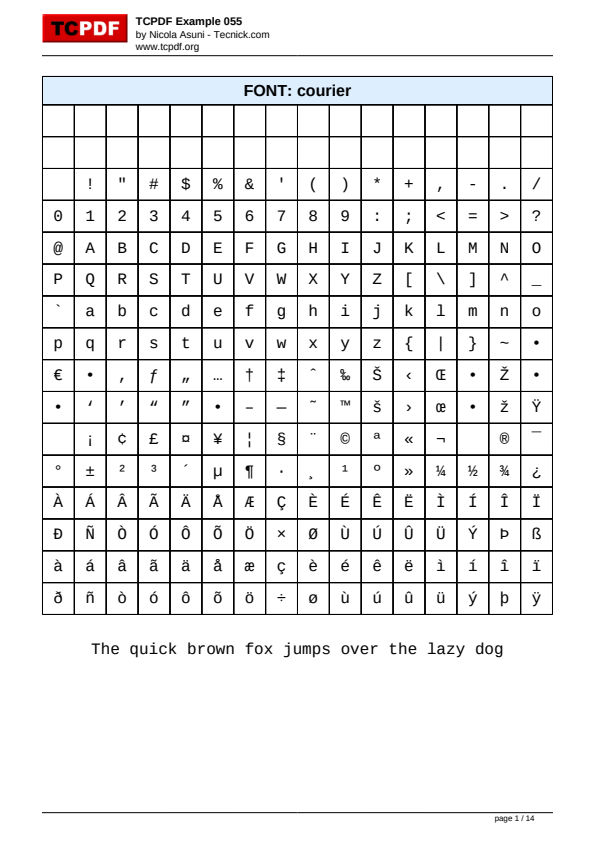 TCPDF
TCPDF Example 055
by Nicola Asuni - Tecnick.com
www.tcpdf.org
FONT: courier
! " # $ % & ' ( ) * + , - . /
0 1 2 3 4 5 6 7 8 9 : ; < = > ?
@ A B C D E F G H I J K L M N O
P Q R S T U V W X Y Z [ \ ] ^ _
` a b c d e f g h i j k l m n o
p q r s t u v w x y z { | } ~ •
€ • ‚ ƒ „ … † ‡ ˆ ‰ Š ‹ Œ • Ž •
• ‘ ’ “ ” • – — ˜ ™ š › œ • ž Ÿ
¡ ¢ £ ¤ ¥ ¦ § ¨ © ª « ¬ ® ¯
° ± ² ³ ´ µ ¶ · ¸ ¹ º » ¼ ½ ¾ ¿
À Á Â Ã Ä Å Æ Ç È É Ê Ë Ì Í Î Ï
Ð Ñ Ò Ó Ô Õ Ö × Ø Ù Ú Û Ü Ý Þ ß
à á â ã ä å æ ç è é ê ë ì í î ï
ð ñ ò ó ô õ ö ÷ ø ù ú û ü ý þ ÿ
The quick brown fox jumps over the lazy dog
page 1 / 14